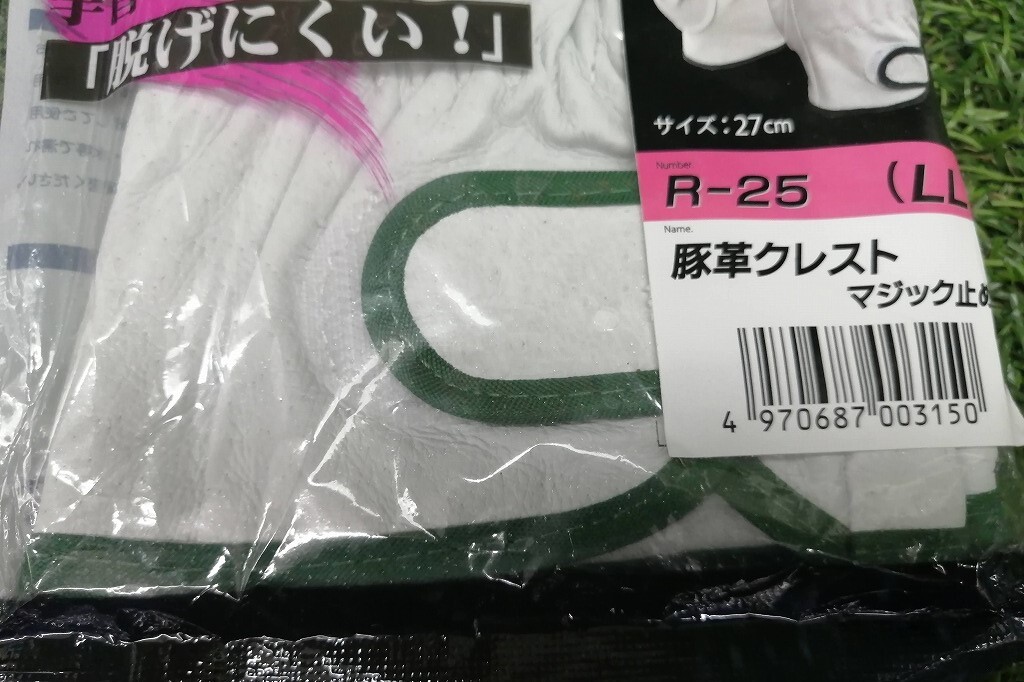 「脱げにくい！」
サイズ：27cm
Number.
R-25 （LL
Name.
豚革クレスト
マジック止め
4 970687 003150